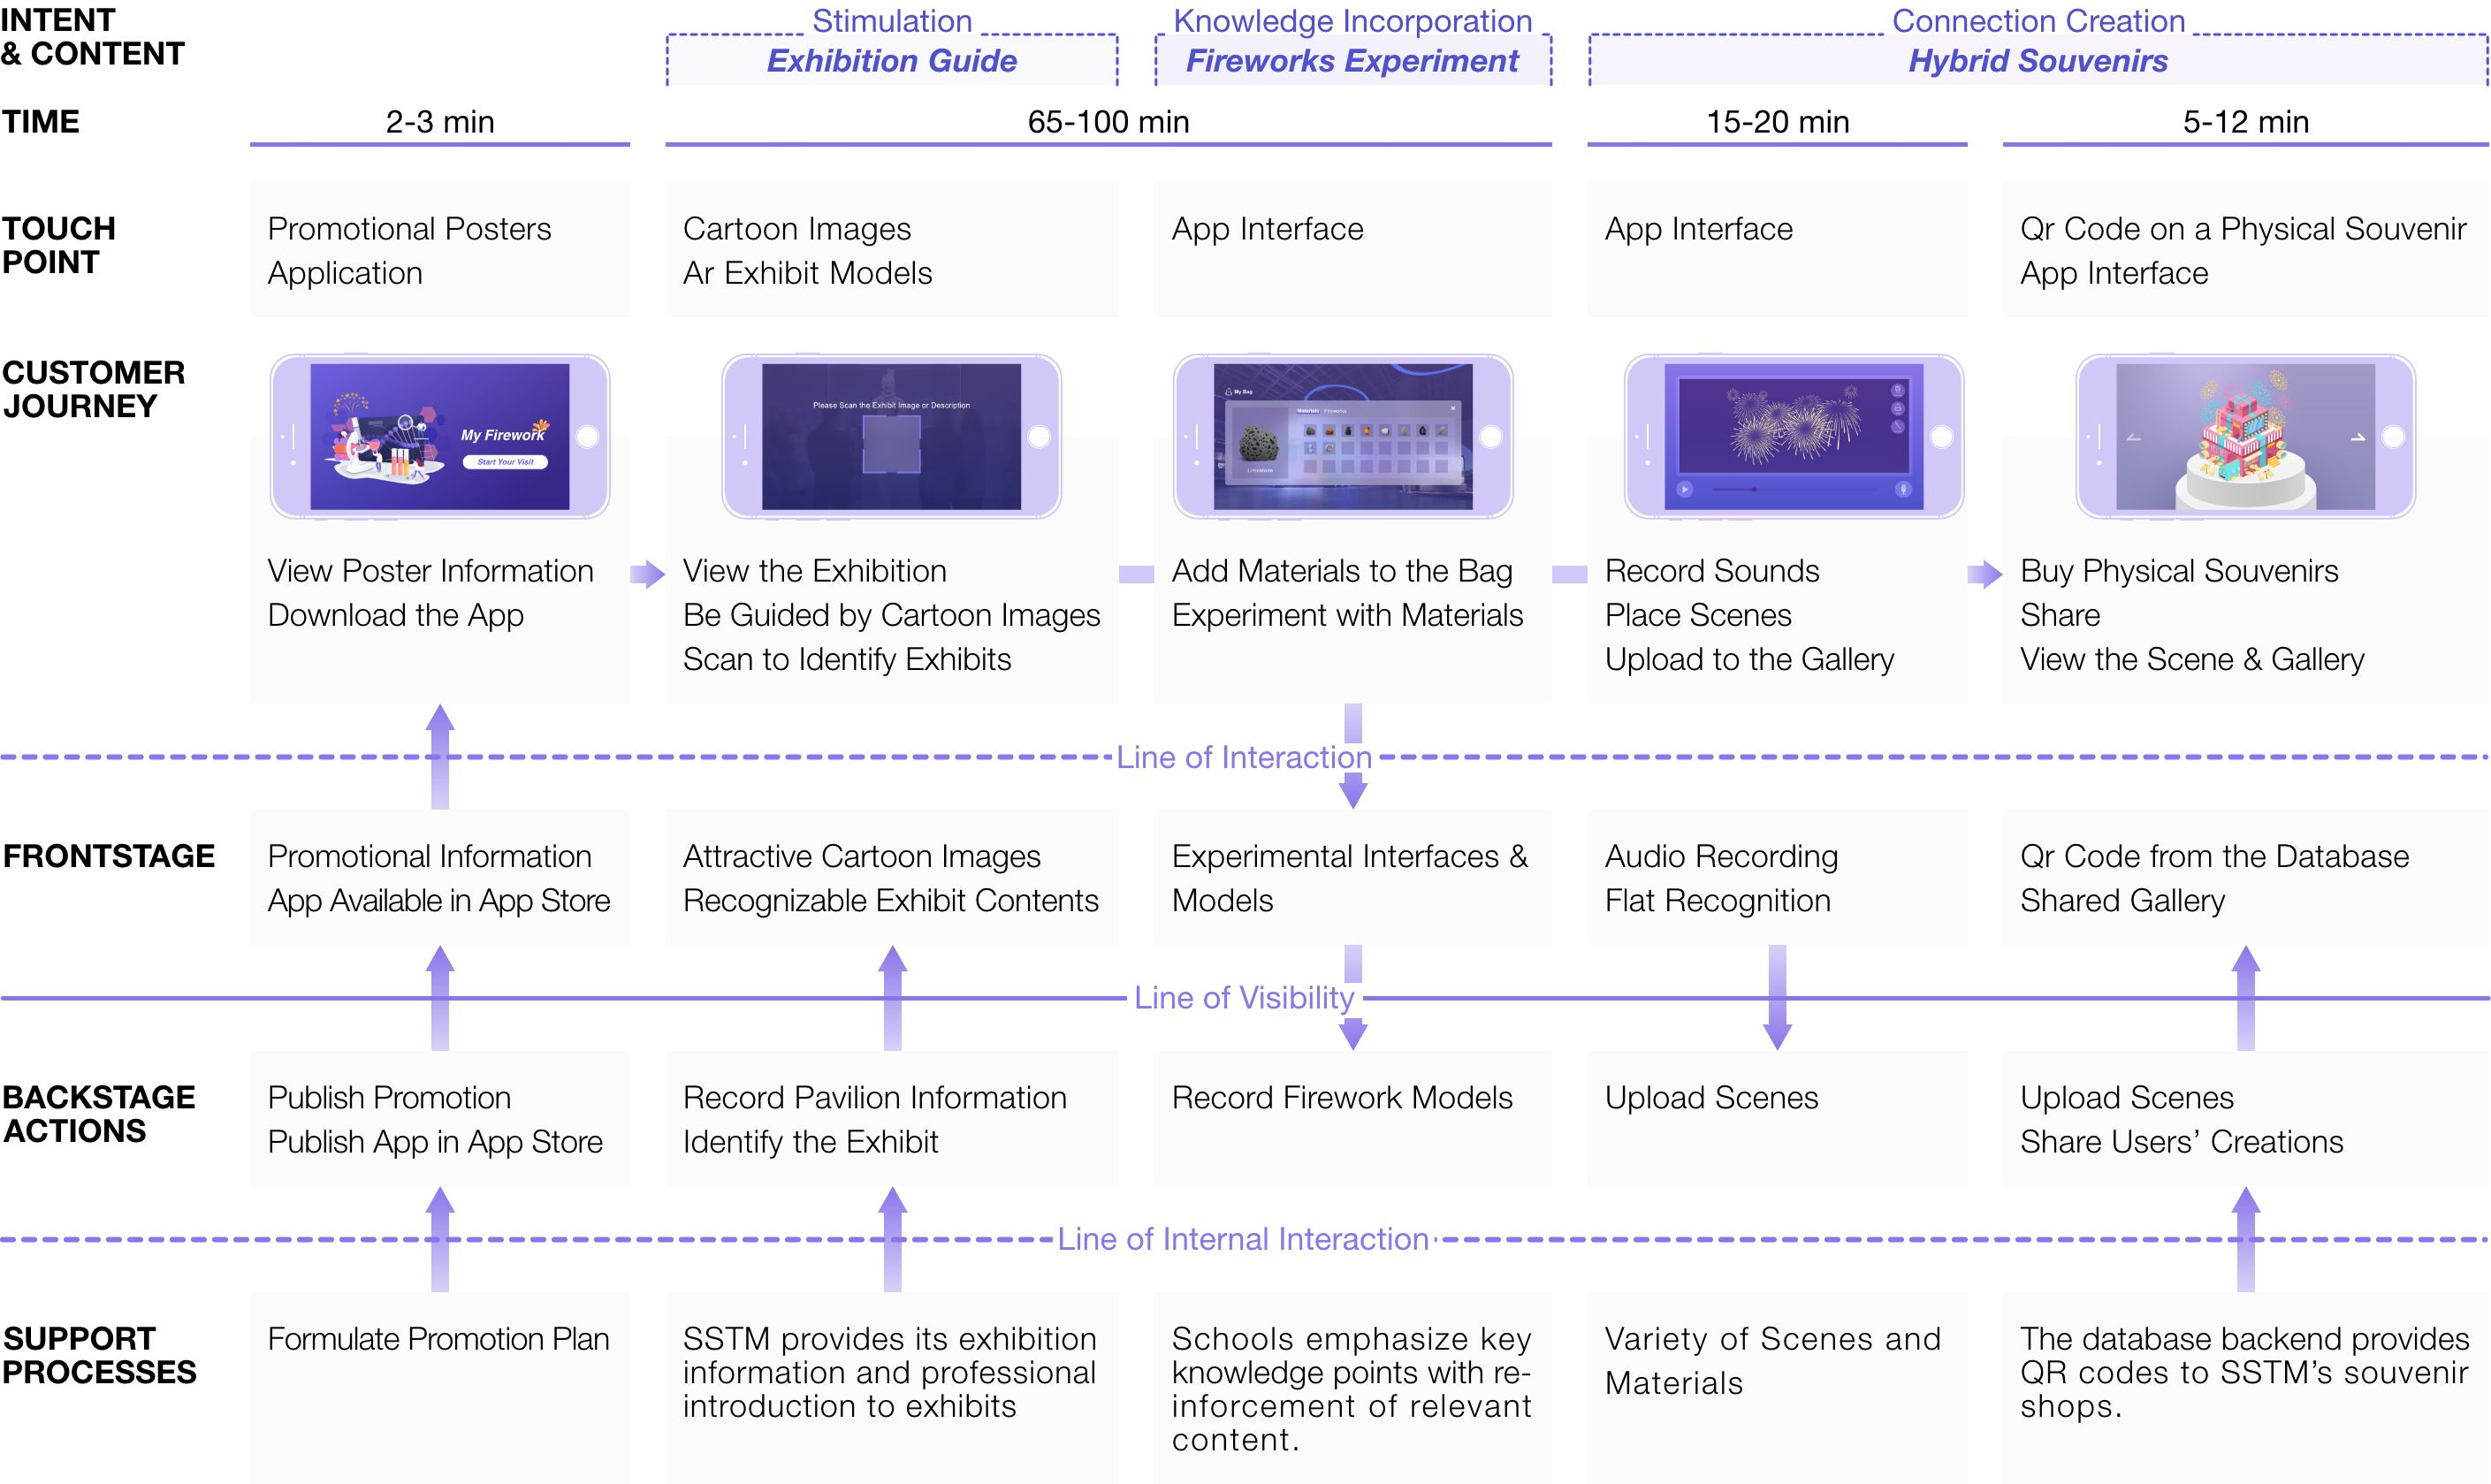 INTENT
& CONTENT
Stimulation
Exhibition Guide
Knowledge Incorporation
Fireworks Experiment
Connection Creation
Hybrid Souvenirs
TIME
2-3 min
65-100 min
15-20 min
5-12 min
TOUCH
POINT
Promotional Posters
Application
Cartoon Images
Ar Exhibit Models
App Interface
App Interface
Qr Code on a Physical Souvenir
App Interface
CUSTOMER
JOURNEY
My Firework
Start Your Visit
Please Scan the Exhibit Image or Description
My Bag
Materials Fireworks
Limestone
View Poster Information
Download the App
View the Exhibition
Be Guided by Cartoon Images
Scan to Identify Exhibits
Add Materials to the Bag
Experiment with Materials
Record Sounds
Place Scenes
Upload to the Gallery
Buy Physical Souvenirs
Share
View the Scene & Gallery
Line of Interaction
FRONTSTAGE
Promotional Information
App Available in App Store
Attractive Cartoon Images
Recognizable Exhibit Contents
Experimental Interfaces &
Models
Audio Recording
Flat Recognition
Qr Code from the Database
Shared Gallery
Line of Visibility
BACKSTAGE
ACTIONS
Publish Promotion
Publish App in App Store
Record Pavilion Information
Identify the Exhibit
Record Firework Models
Upload Scenes
Upload Scenes
Share Users’ Creations
Line of Internal Interaction
SUPPORT
PROCESSES
Formulate Promotion Plan
SSTM provides its exhibition
information and professional
introduction to exhibits
Schools emphasize key
knowledge points with re-
inforcement of relevant
content.
Variety of Scenes and
Materials
The database backend provides
QR codes to SSTM’s souvenir
shops.